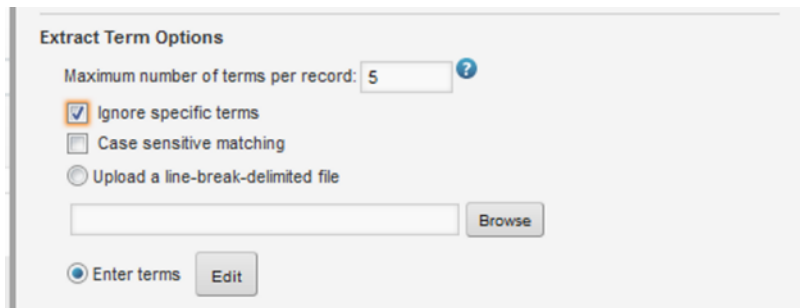 Extract Term Options
Maximum number of terms per record: 5 ?
Ignore specific terms
Case sensitive matching
Upload a line-break-delimited file
Browse
Enter terms Edit